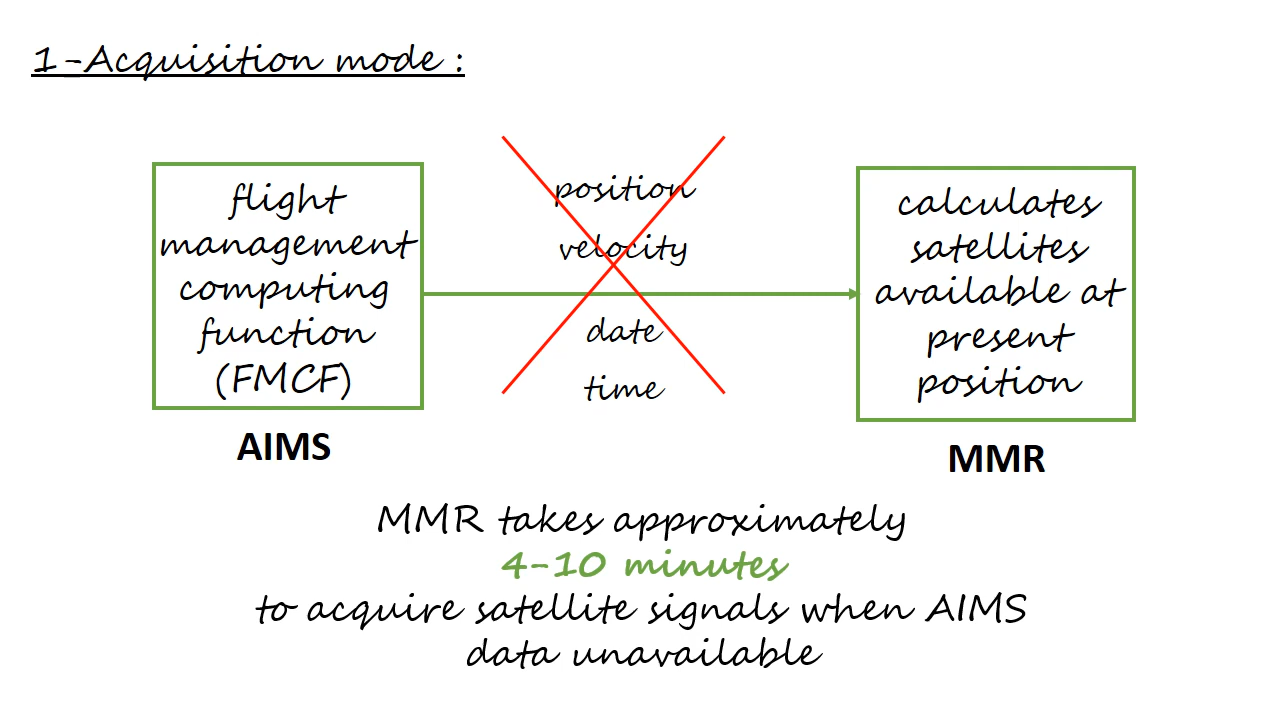 1-Acquisition mode :
flight
management
computing
function
(FMCF)
AIMS
position
velocity
date
time
calculates
satellites
available at
present
position
MMR
MMR takes approximately
4-10 minutes
to acquire satellite signals when AIMS
data unavailable